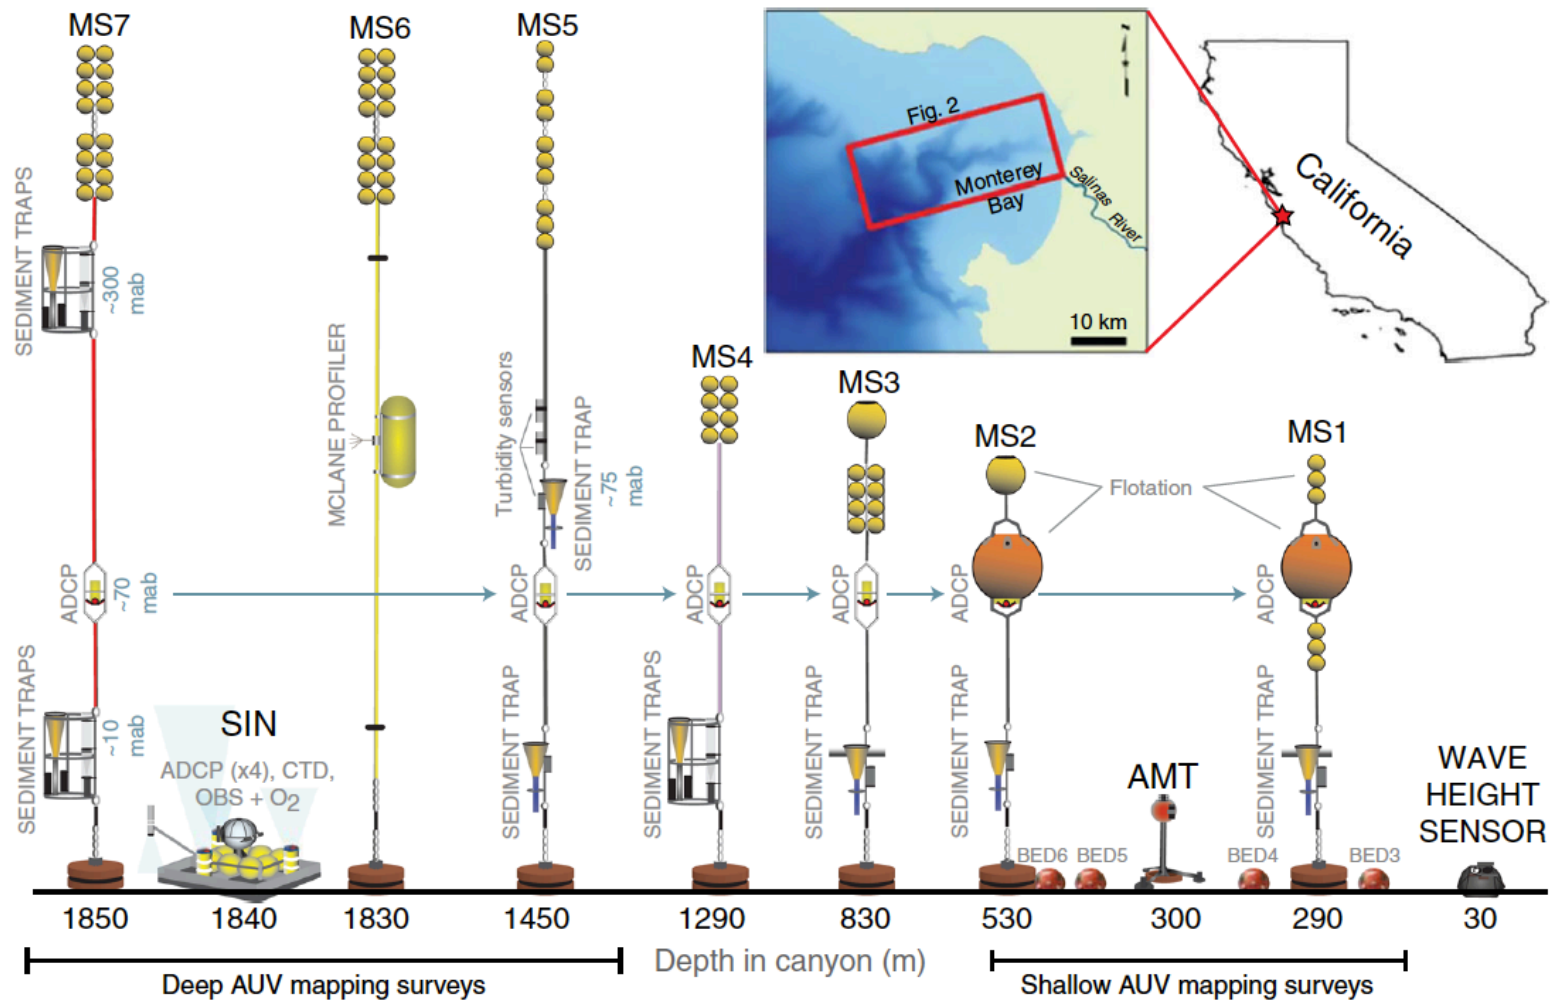 MS7
MS6
MS5
MS4
MS3
MS2
MS1
Fig. 2
Monterey
Bay
Salinas
River
10 km
California
SEDIMENT TRAPS
~300
mab
MCLANE PROFILER
Turbidity sensors
SEDIMENT TRAP
~75
mab
Flotation
ADCP
~70
mab
ADCP
ADCP
ADCP
ADCP
ADCP
SEDIMENT TRAPS
~10
mab
SIN
ADCP (x4), CTD,
OBS + O2
SEDIMENT TRAP
SEDIMENT TRAPS
SEDIMENT TRAP
SEDIMENT TRAP
AMT
SEDIMENT TRAP
WAVE
HEIGHT
SENSOR
BED6
BED5
BED4
BED3
1850
1840
1830
1450
1290
830
530
300
290
30
Depth in canyon (m)
Deep AUV mapping surveys
Shallow AUV mapping surveys